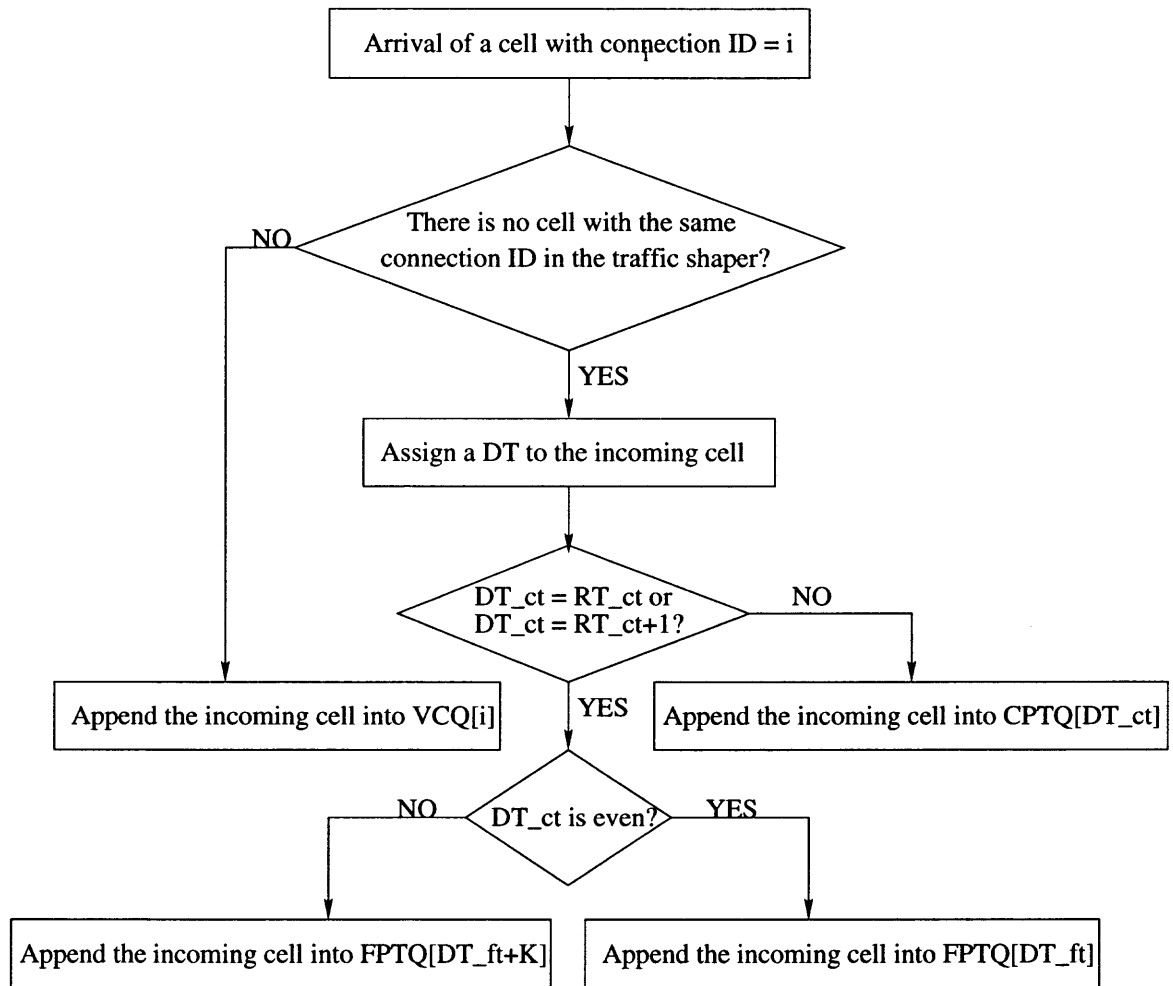 Arrival of a cell with connection ID = i
There is no cell with the same
connection ID in the traffic shaper?
NO
YES
Assign a DT to the incoming cell
DT_ct = RT_ct or
DT_ct = RT_ct+1?
NO
YES
Append the incoming cell into VCQ[i]
Append the incoming cell into CPTQ[DT_ct]
DT_ct is even?
NO
YES
Append the incoming cell into FPTQ[DT_ft+K]
Append the incoming cell into FPTQ[DT_ft]